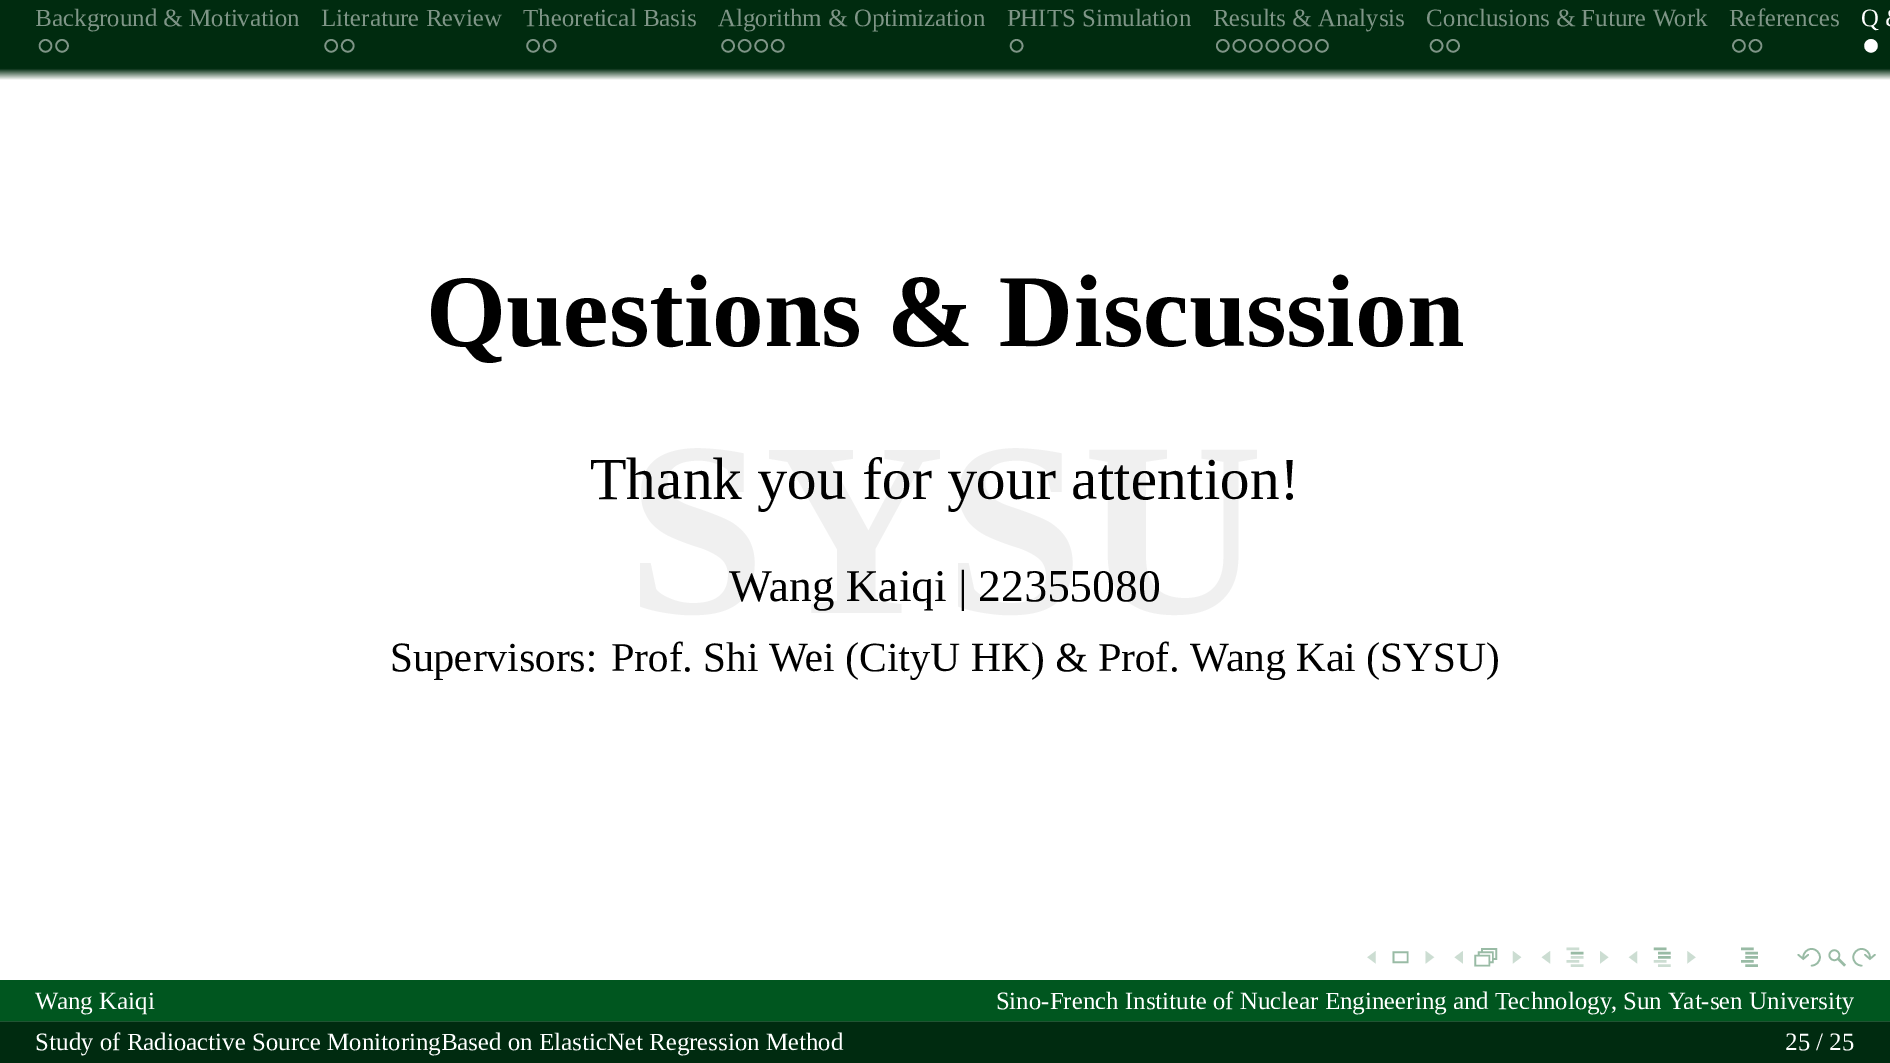 Background & Motivation Literature Review Theoretical Basis Algorithm & Optimization PHITS Simulation Results & Analysis Conclusions & Future Work References Q &
Questions & Discussion
SYSU
Thank you for your attention!
Wang Kaiqi | 22355080
Supervisors: Prof. Shi Wei (CityU HK) & Prof. Wang Kai (SYSU)
Wang Kaiqi Sino-French Institute of Nuclear Engineering and Technology, Sun Yat-sen University
Study of Radioactive Source MonitoringBased on ElasticNet Regression Method 25 / 25